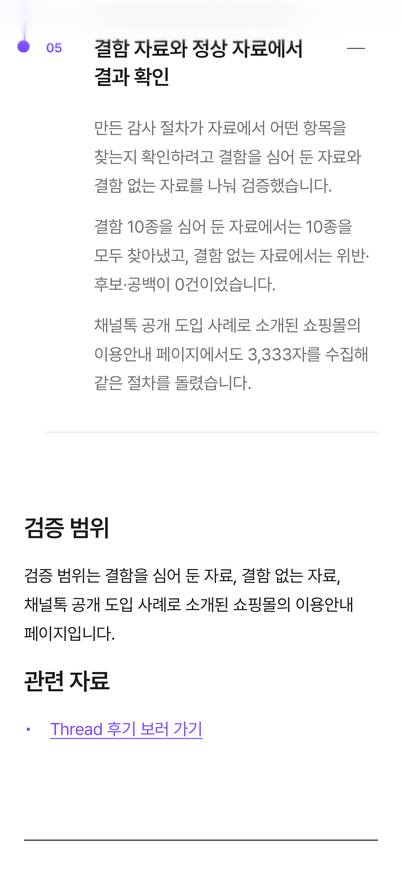 05
결함 자료와 정상 자료에서
결과 확인
만든 감사 절차가 자료에서 어떤 항목을
찾는지 확인하려고 결함을 심어 둔 자료와
결함 없는 자료를 나눠 검증했습니다.
결함 10종을 심어 둔 자료에서는 10종을
모두 찾아냈고, 결함 없는 자료에서는 위반·
후보·공백이 0건이었습니다.
채널톡 공개 도입 사례로 소개된 쇼핑몰의
이용안내 페이지에서도 3,333자를 수집해
같은 절차를 돌렸습니다.
검증 범위
검증 범위는 결함을 심어 둔 자료, 결함 없는 자료,
채널톡 공개 도입 사례로 소개된 쇼핑몰의 이용안내
페이지입니다.
관련 자료
• Thread 후기 보러 가기